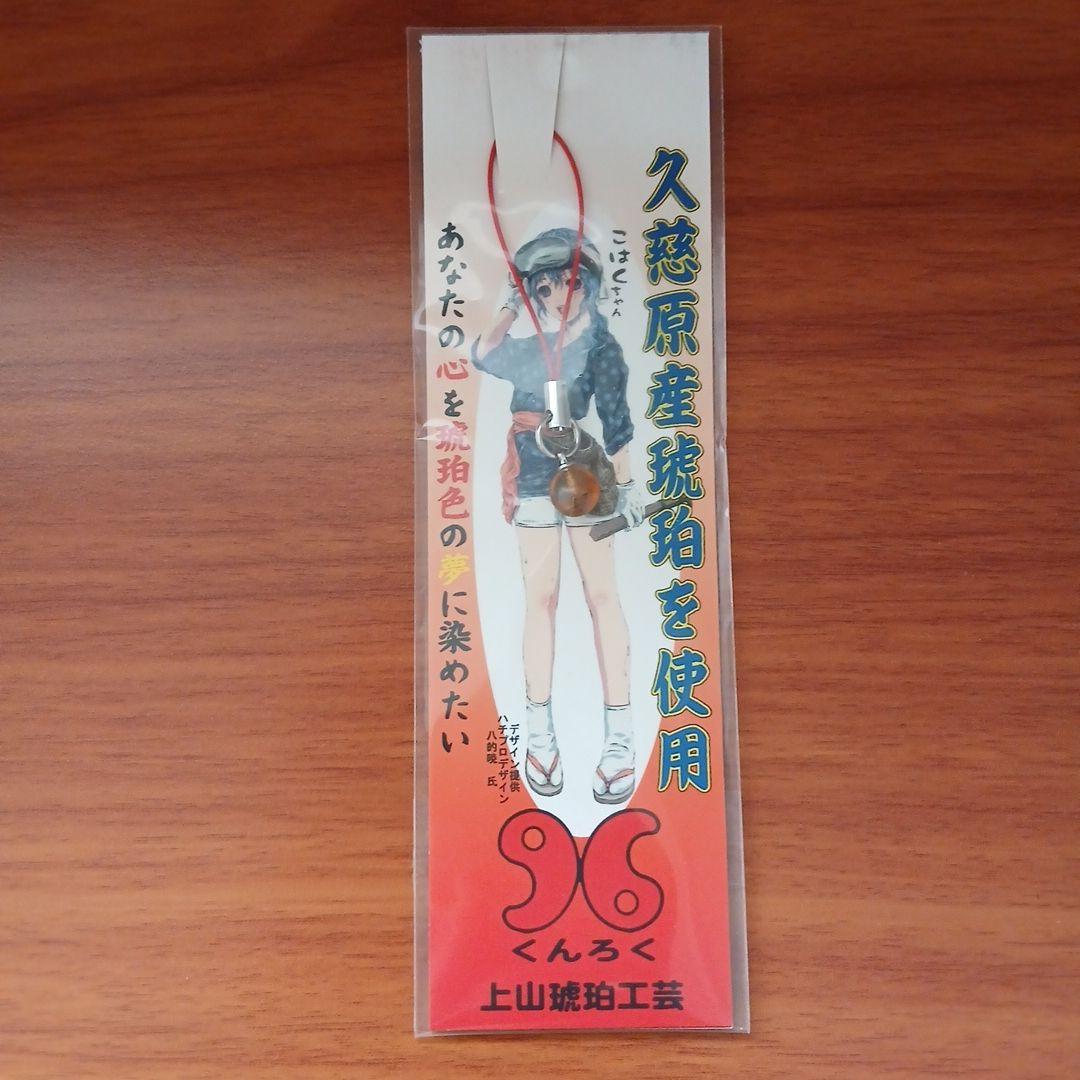 久慈原産琥珀を使用
こはくちゃん
あなたの心を琥珀色の夢に染めたい
デザイン提供
ハチプロデザイン
八的暁 氏
96
くんろく
上山琥珀工芸